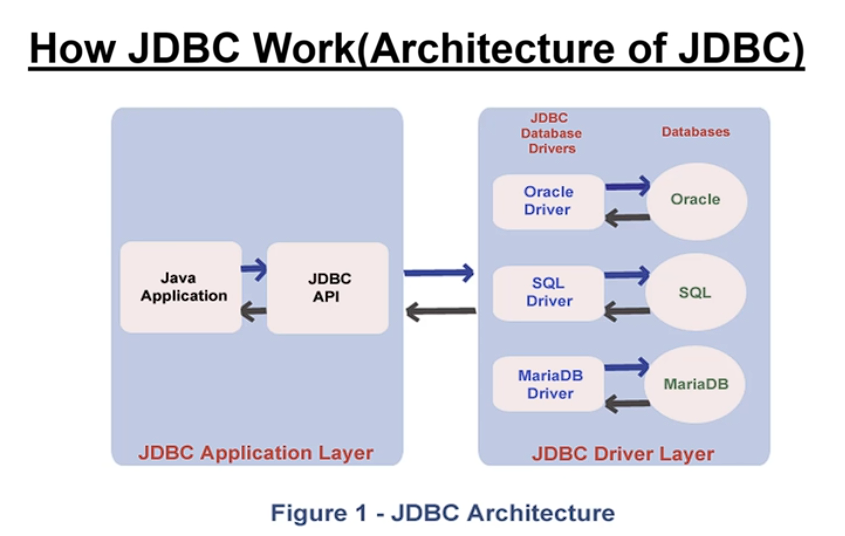 How JDBC Work(Architecture of JDBC)
Java
Application
JDBC
API
JDBC Application Layer
JDBC
Database
Drivers
Databases
Oracle
Driver
Oracle
SQL
Driver
SQL
MariaDB
Driver
MariaDB
JDBC Driver Layer
Figure 1 - JDBC Architecture